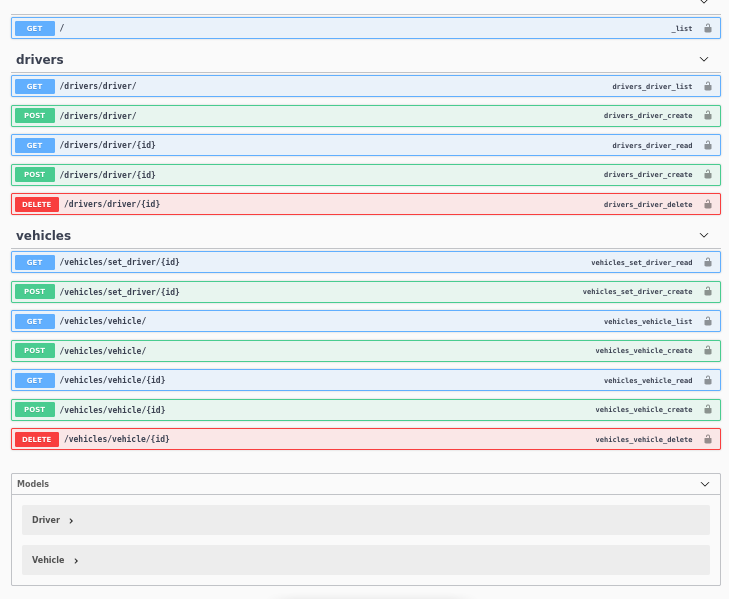 GET / _list
drivers
GET /drivers/driver/ drivers_driver_list
POST /drivers/driver/ drivers_driver_create
GET /drivers/driver/{id} drivers_driver_read
POST /drivers/driver/{id} drivers_driver_create
DELETE /drivers/driver/{id} drivers_driver_delete
vehicles
GET /vehicles/set_driver/{id} vehicles_set_driver_read
POST /vehicles/set_driver/{id} vehicles_set_driver_create
GET /vehicles/vehicle/ vehicles_vehicle_list
POST /vehicles/vehicle/ vehicles_vehicle_create
GET /vehicles/vehicle/{id} vehicles_vehicle_read
POST /vehicles/vehicle/{id} vehicles_vehicle_create
DELETE /vehicles/vehicle/{id} vehicles_vehicle_delete
Models
Driver
Vehicle